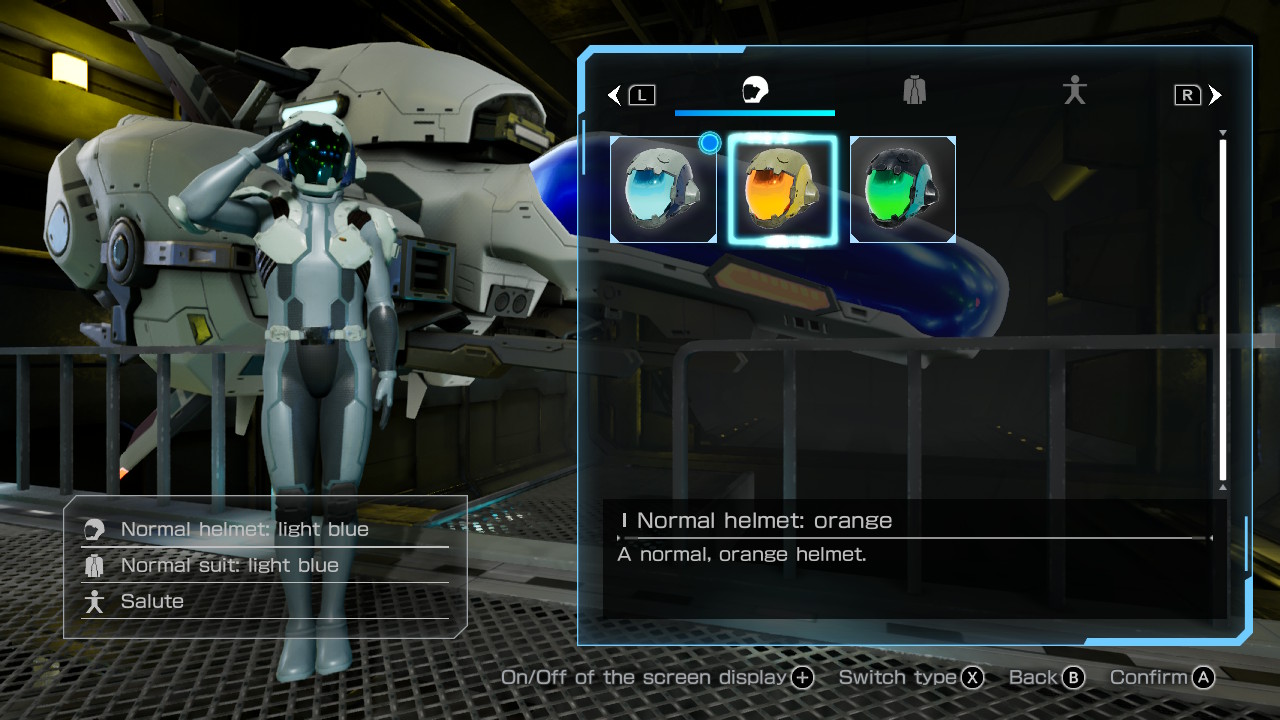 L
R
Normal helmet: light blue
Normal suit: light blue
Salute
Normal helmet: orange
A normal, orange helmet.
On/Off of the screen display + Switch type X Back B Confirm A